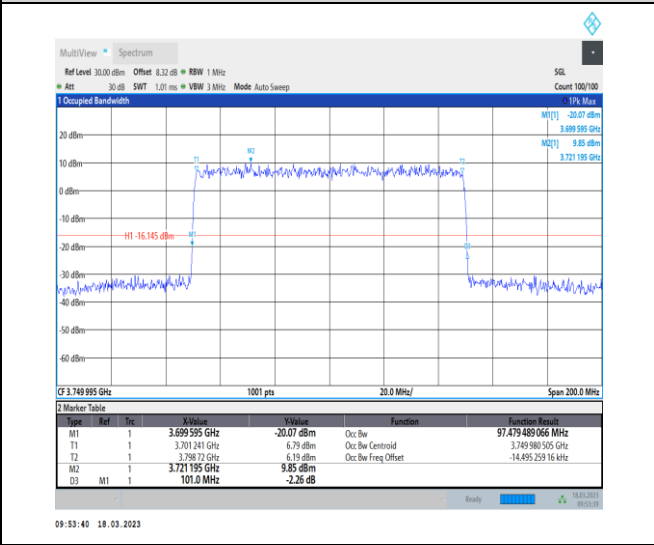 MultiView Spectrum
Ref Level 30.00 dBm Offset 8.32 dB RBW 1 MHz SGL
Att 30 dB SWT 1.01 ms VBW 3 MHz Mode Auto Sweep Count 100/100
1 Occupied Bandwidth 1Pk Max
M1[1] -20.07 dBm
3.699 595 GHz
20 dBm
M2[1] 9.85 dBm
M2
3.721 195 GHz
T1 T2
10 dBm
0 dBm
-10 dBm
H1 -16.145 dBm M1
-20 dBm
D3
-30 dBm
-40 dBm
-50 dBm
-60 dBm
CF 3.749 995 GHz 1001 pts 20.0 MHz/ Span 200.0 MHz
2 Marker Table
Type Ref Trc X-Value Y-Value Function Function Result
M1 1 3.699 595 GHz -20.07 dBm Occ Bw 97.479 489 066 MHz
T1 1 3.701 241 GHz 6.79 dBm Occ Bw Centroid 3.749 980 505 GHz
T2 1 3.798 72 GHz 6.19 dBm Occ Bw Freq Offset -14.495 259 16 kHz
M2 1 3.721 195 GHz 9.85 dBm
D3 M1 1 101.0 MHz -2.26 dB
Ready 18.03.2023
09:53:39
09:53:40 18.03.2023